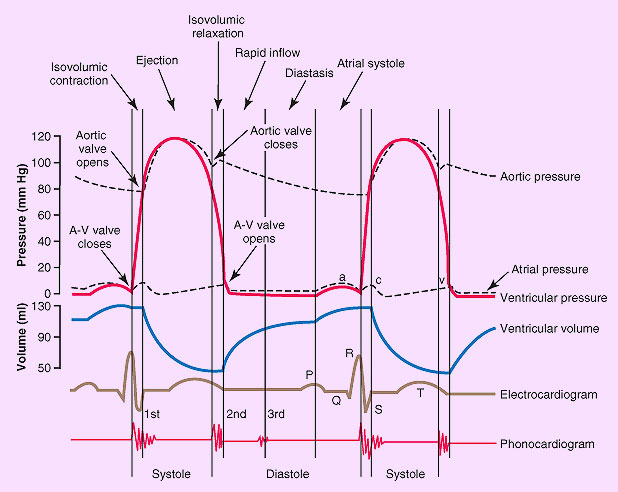 Isovolumic
relaxation
Isovolumic
contraction
Ejection
Rapid inflow
Diastasis
Atrial systole
Aortic
valve
opens
Aortic valve
closes
A-V valve
closes
A-V valve
opens
Pressure (mm Hg)
120
100
80
60
40
20
0
a
c
v
Aortic pressure
Atrial pressure
Ventricular pressure
Volume (ml)
130
90
50
Ventricular volume
R
P
Q
S
T
Electrocardiogram
1st
2nd
3rd
Phonocardiogram
Systole
Diastole
Systole